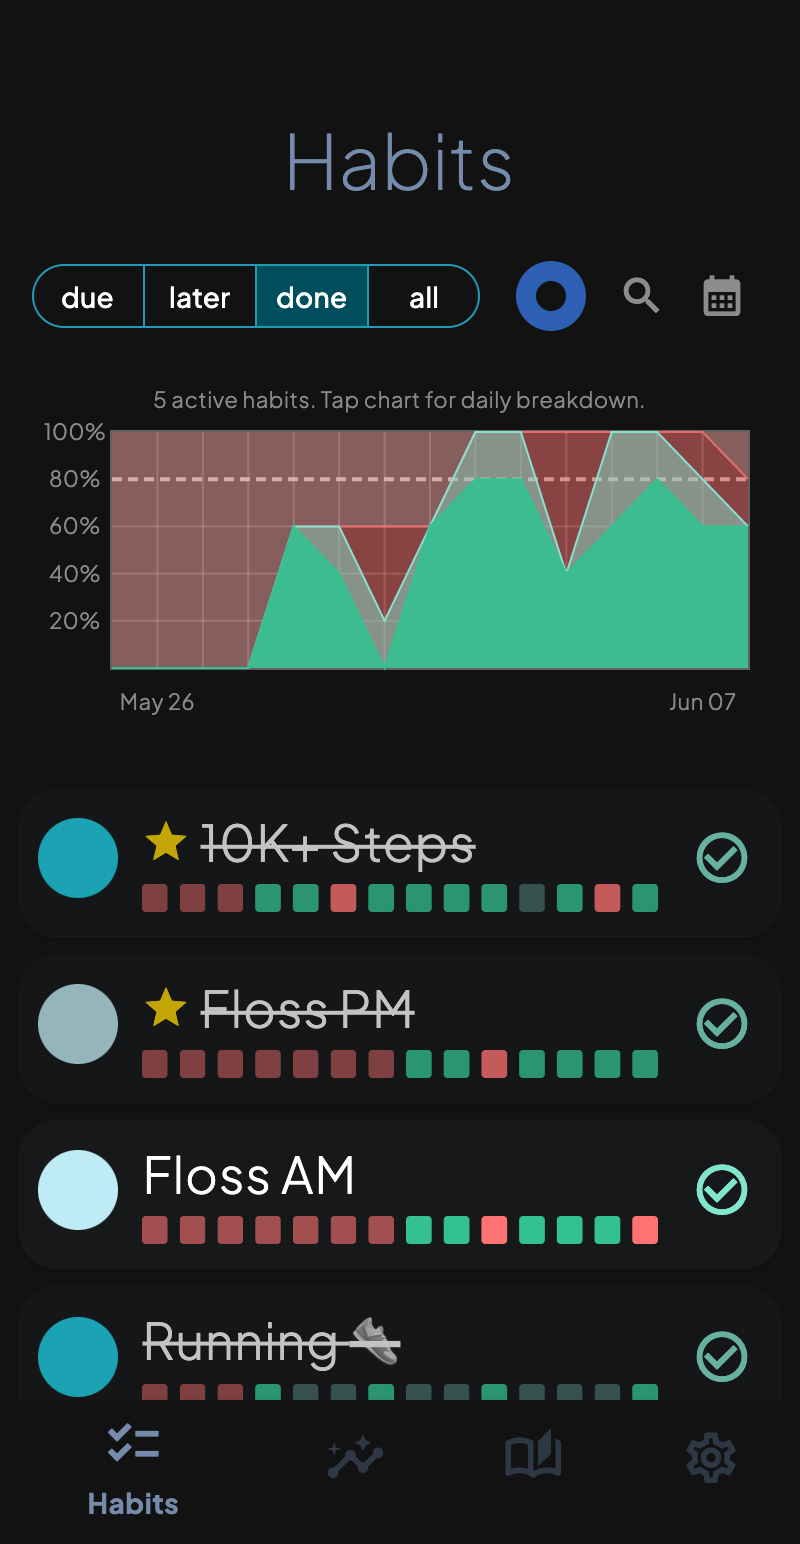 Habits
due later done all
5 active habits. Tap chart for daily breakdown.
100%
80%
60%
40%
20%
May 26 Jun 07
10K+ Steps
Floss PM
Floss AM
Running 👟
Habits